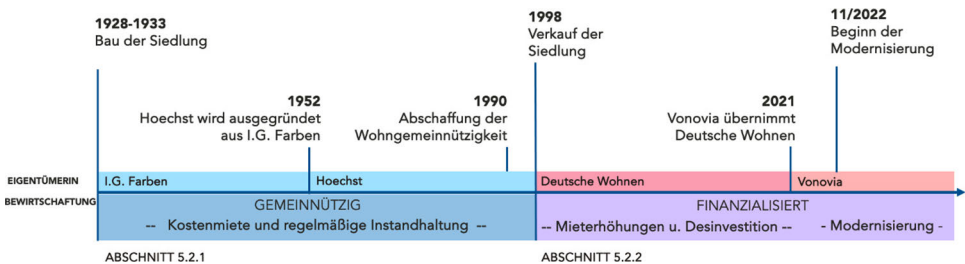 1928-1933
Bau der Siedlung
1998
Verkauf der
Siedlung
11/2022
Beginn der
Modernisierung
1952
Hoechst wird ausgegründet
aus I.G. Farben
1990
Abschaffung der
Wohngemeinnützigkeit
2021
Vonovia übernimmt
Deutsche Wohnen
EIGENTÜMERIN
I.G. Farben
Hoechst
Deutsche Wohnen
Vonovia
BEWIRTSCHAFTUNG
GEMEINNÜTZIG
FINANZIALISIERT
-- Kostenmiete und regelmäßige Instandhaltung --
-- Mieterhöhungen u. Desinvestition --
- Modernisierung -
ABSCHNITT 5.2.1
ABSCHNITT 5.2.2